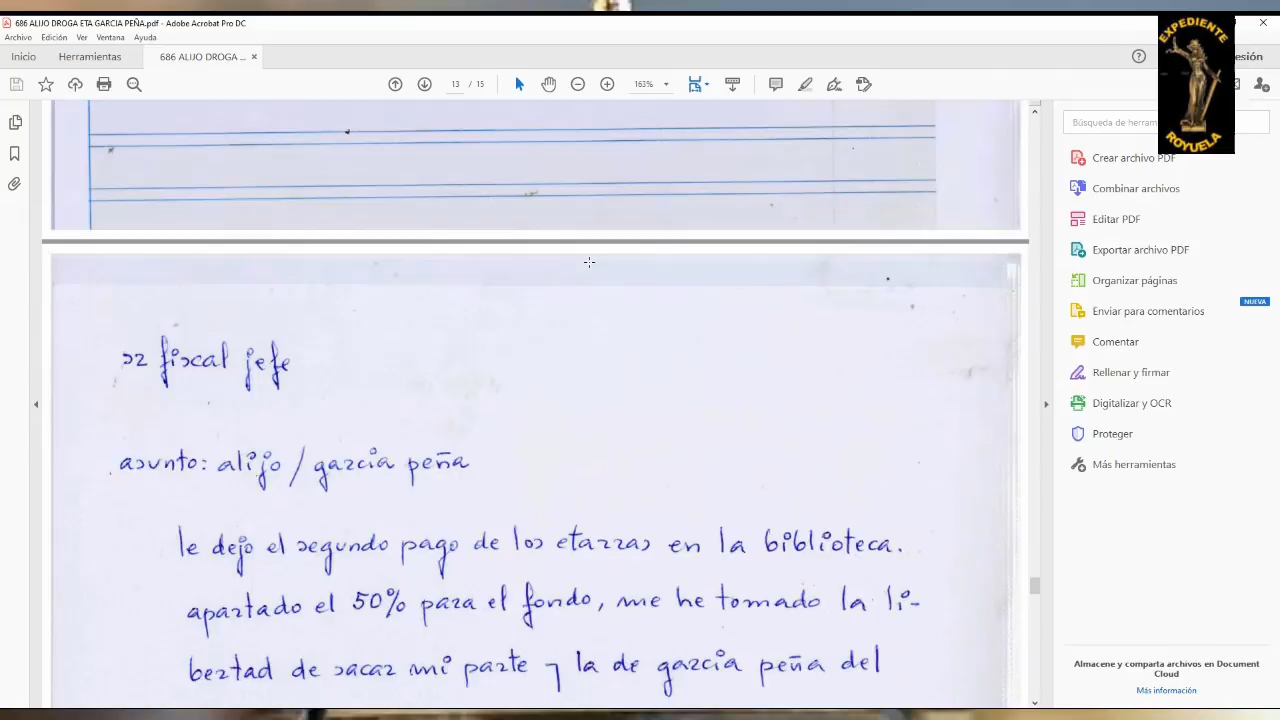 686 ALIJO DROGA ETA GARCIA PEÑA.pdf - Adobe Acrobat Pro DC
Archivo Edición Ver Ventana Ayuda
Inicio Herramientas 686 ALIJO DROGA ... ×
esión
13 / 15 163%
EXPEDIENTE
ROYUELA
Búsqueda de herram
Crear archivo PDF
Combinar archivos
Editar PDF
Exportar archivo PDF
Organizar páginas
NUEVA
Enviar para comentarios
Comentar
Rellenar y firmar
Digitalizar y OCR
Proteger
Más herramientas
Almacene y comparta archivos en Document
Cloud
Más información
sr fiscal jefe
asunto: alijo / garcía peña
le dejo el segundo pago de los etarras en la biblioteca.
apartado el 50% para el fondo, me he tomado la li-
bertad de sacar mi parte y la de garcía peña del